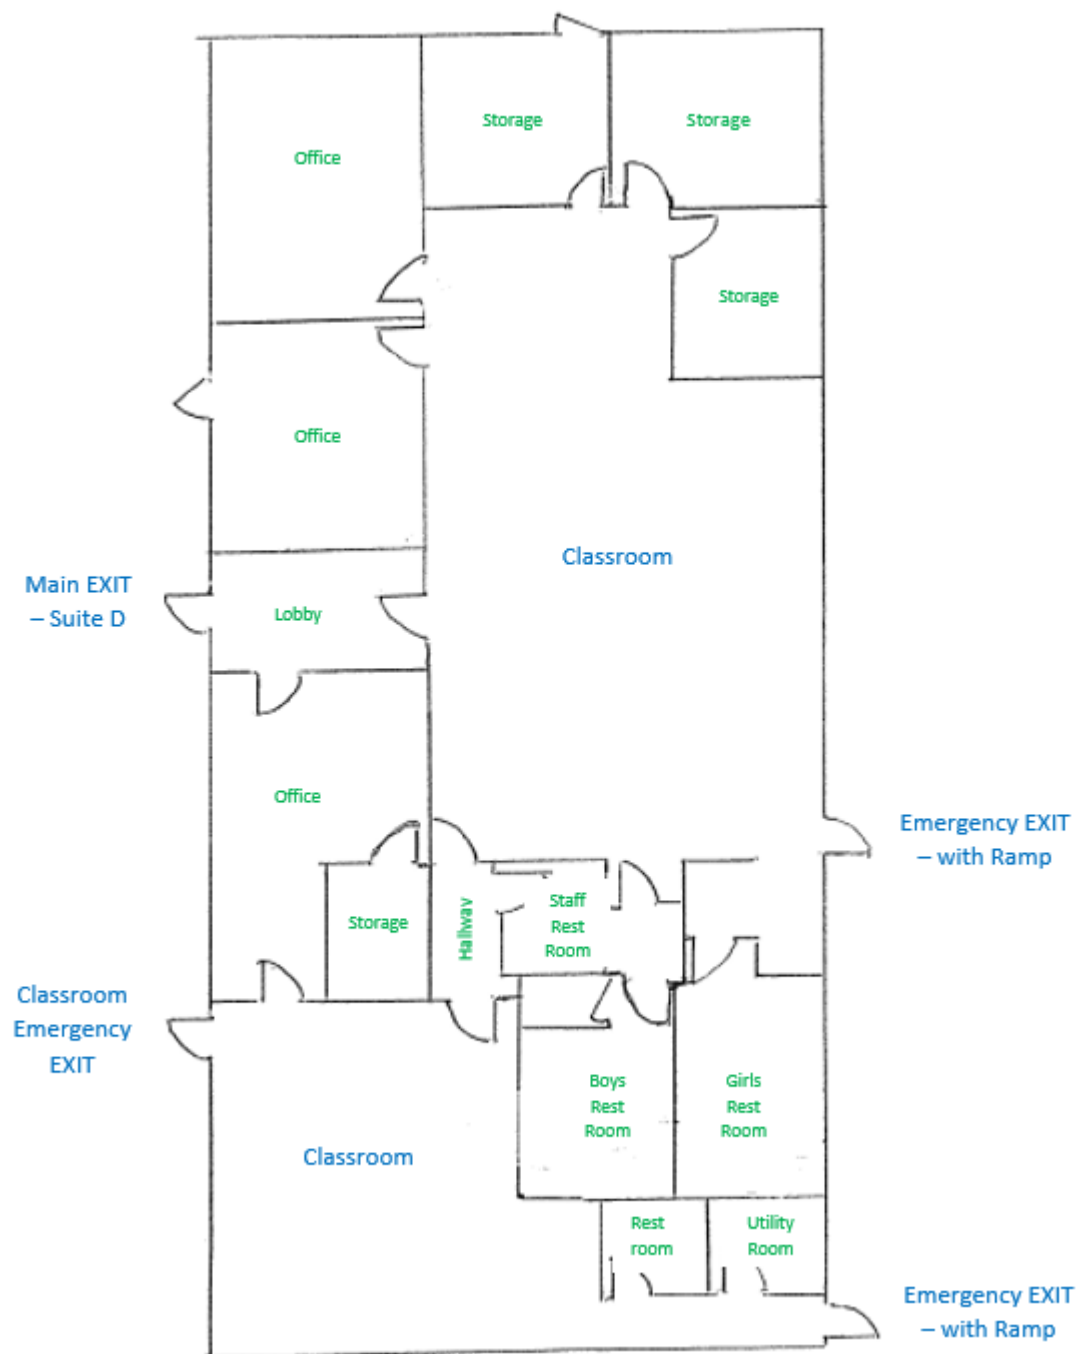 Storage
Storage
Office
Storage
Office
Classroom
Main EXIT
– Suite D
Lobby
Office
Emergency EXIT
– with Ramp
Storage
Hallway
Staff
Rest
Room
Classroom
Emergency
EXIT
Boys
Rest
Room
Girls
Rest
Room
Classroom
Rest
room
Utility
Room
Emergency EXIT
– with Ramp